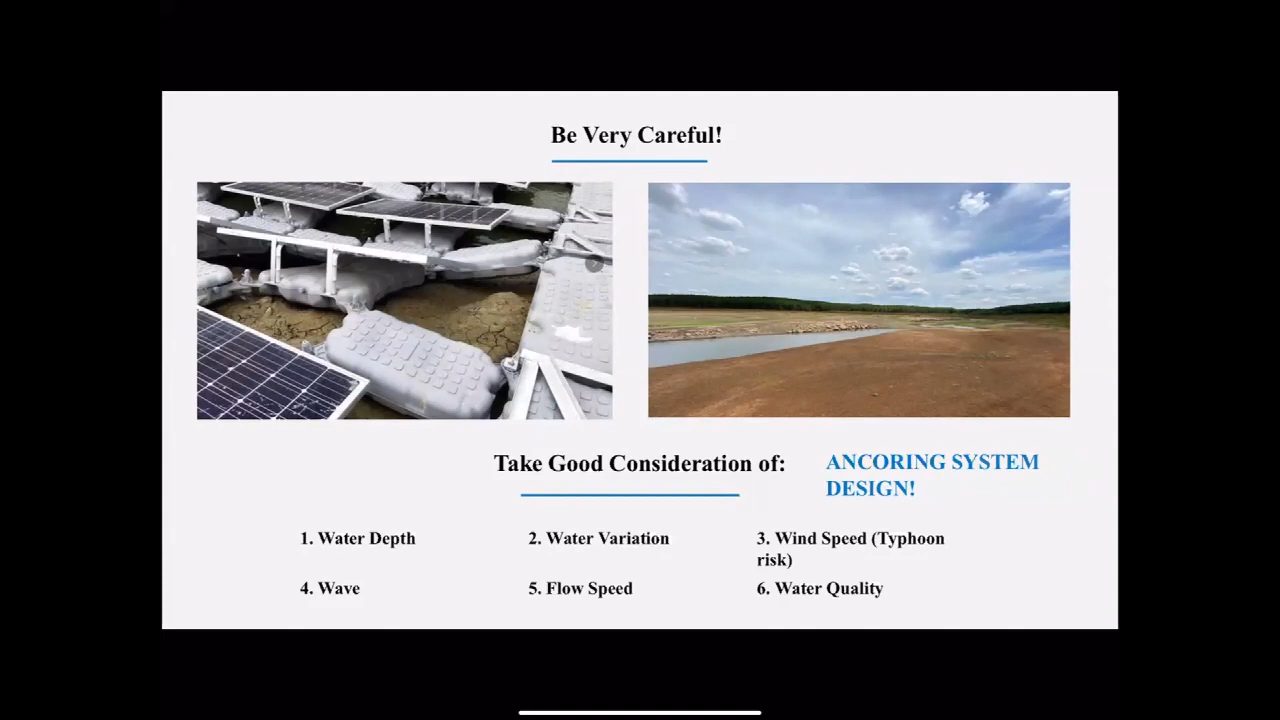 Be Very Careful!
Take Good Consideration of:
ANCORING SYSTEM
DESIGN!
1. Water Depth
2. Water Variation
3. Wind Speed (Typhoon
risk)
4. Wave
5. Flow Speed
6. Water Quality